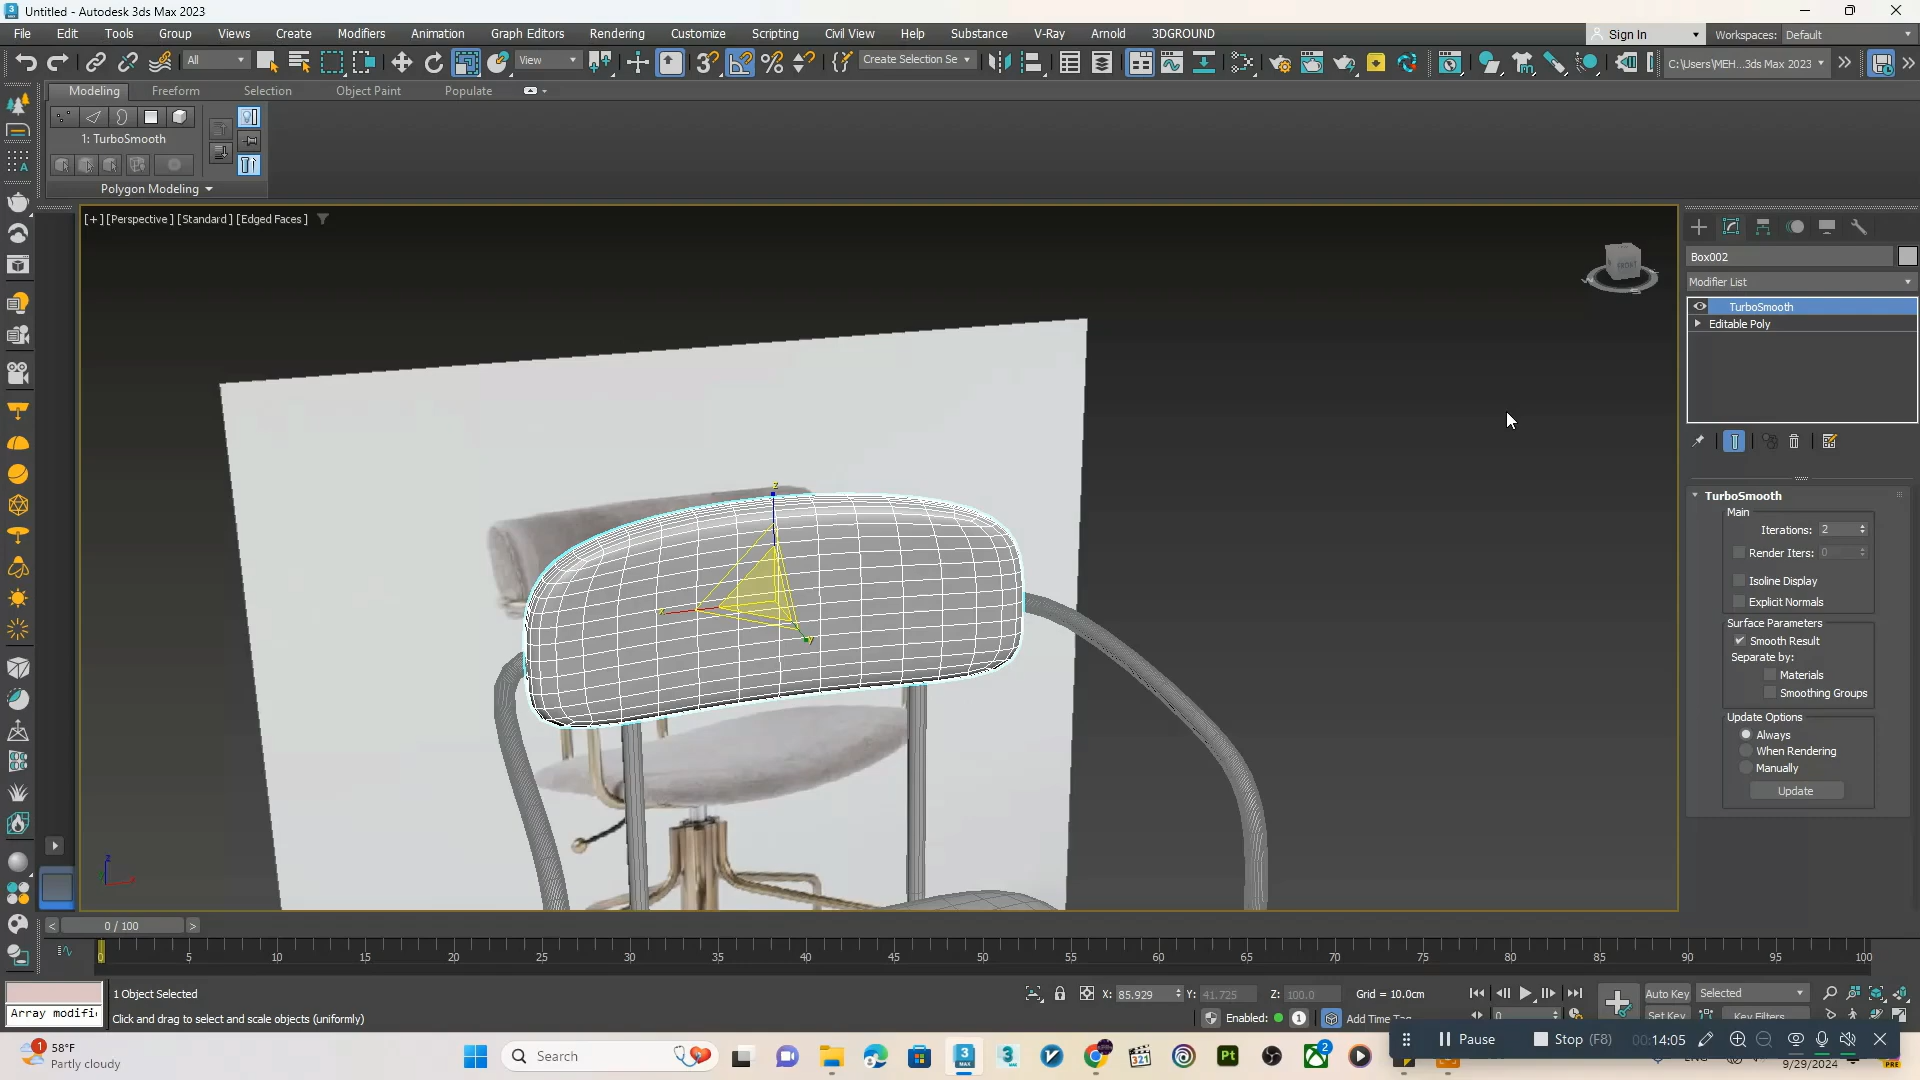 Untitled - Autodesk 3ds Max 2023
File Edit Tools Group Views Create Modifiers Animation Graph Editors Rendering Customize Scripting Civil View Help Substance V-Ray Arnold 3DGROUND
Sign In Workspaces: Default
All View Create Selection Se C:\Users\MEH...3ds Max 2023
Modeling Freeform Selection Object Paint Populate
1: TurboSmooth
Polygon Modeling
[+] [Perspective] [Standard] [Edged Faces]
FRONT
Box002
Modifier List
TurboSmooth
Editable Poly
TurboSmooth
Main
Iterations: 2
Render Iters: 0
Isoline Display
Explicit Normals
Surface Parameters
Smooth Result
Separate by:
Materials
Smoothing Groups
Update Options
Always
When Rendering
Manually
Update
z
x
y
z
0 / 100
0 5 10 15 20 25 30 35 40 45 50 55 60 65 70 75 80 85 90 95 100
1 Object Selected
X: 85.929 Y: 41.725 Z: 100.0 Grid = 10.0cm
Auto Key Selected
Array modifi
Click and drag to select and scale objects (uniformly)
Enabled: 1 Add Time Tag
0
Set Key Key Filters...
Pause Stop (F8) 00:14:05
58°F
Partly cloudy
Search
9/29/2024